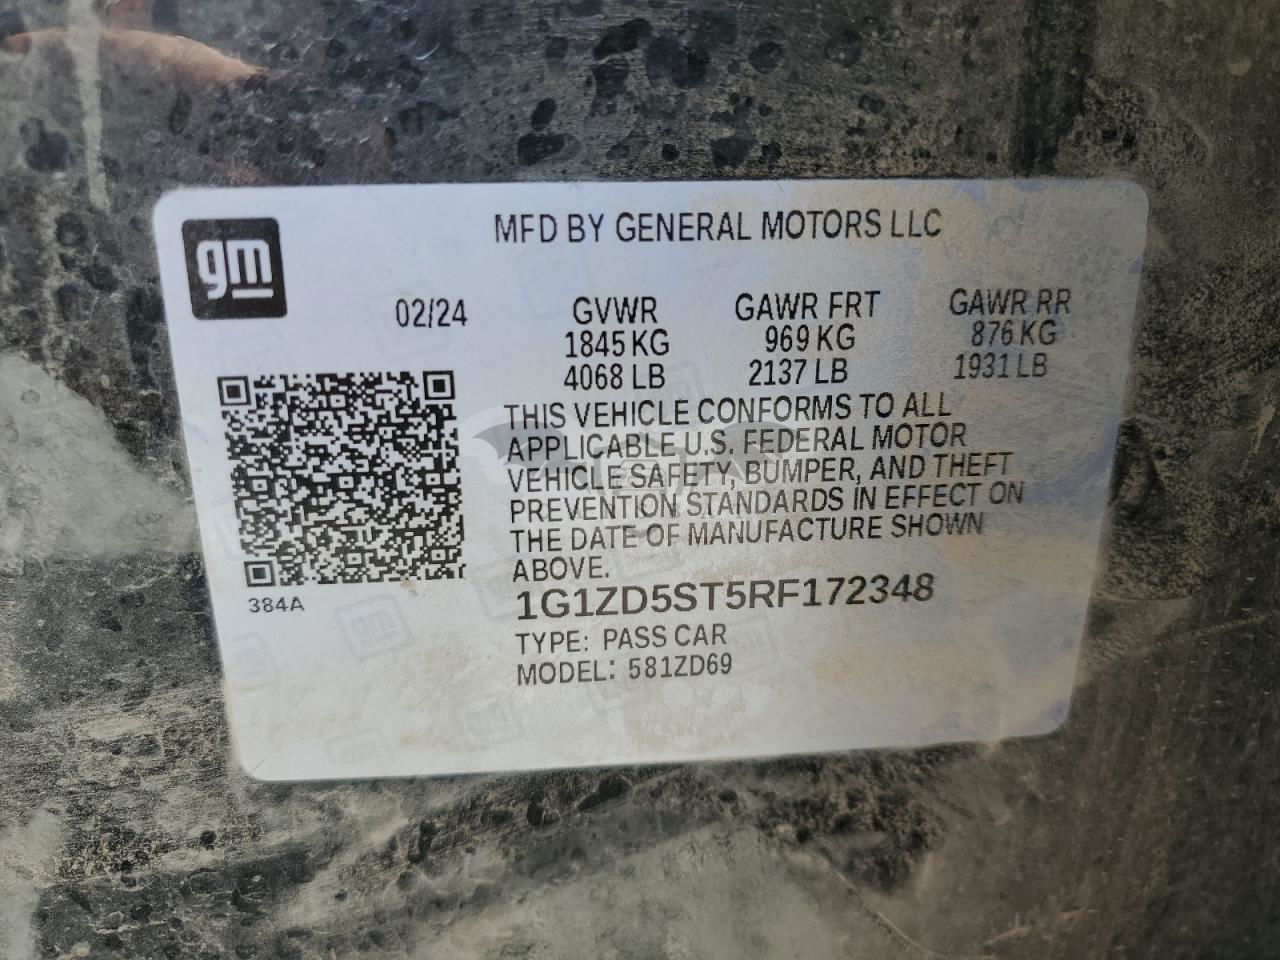 gm
MFD BY GENERAL MOTORS LLC
02/24 GVWR GAWR FRT GAWR RR
1845 KG 969 KG 876 KG
4068 LB 2137 LB 1931 LB
THIS VEHICLE CONFORMS TO ALL
APPLICABLE U.S. FEDERAL MOTOR
VEHICLE SAFETY, BUMPER, AND THEFT
PREVENTION STANDARDS IN EFFECT ON
THE DATE OF MANUFACTURE SHOWN
ABOVE.
384A
1G1ZD5ST5RF172348
TYPE: PASS CAR
MODEL: 581ZD69